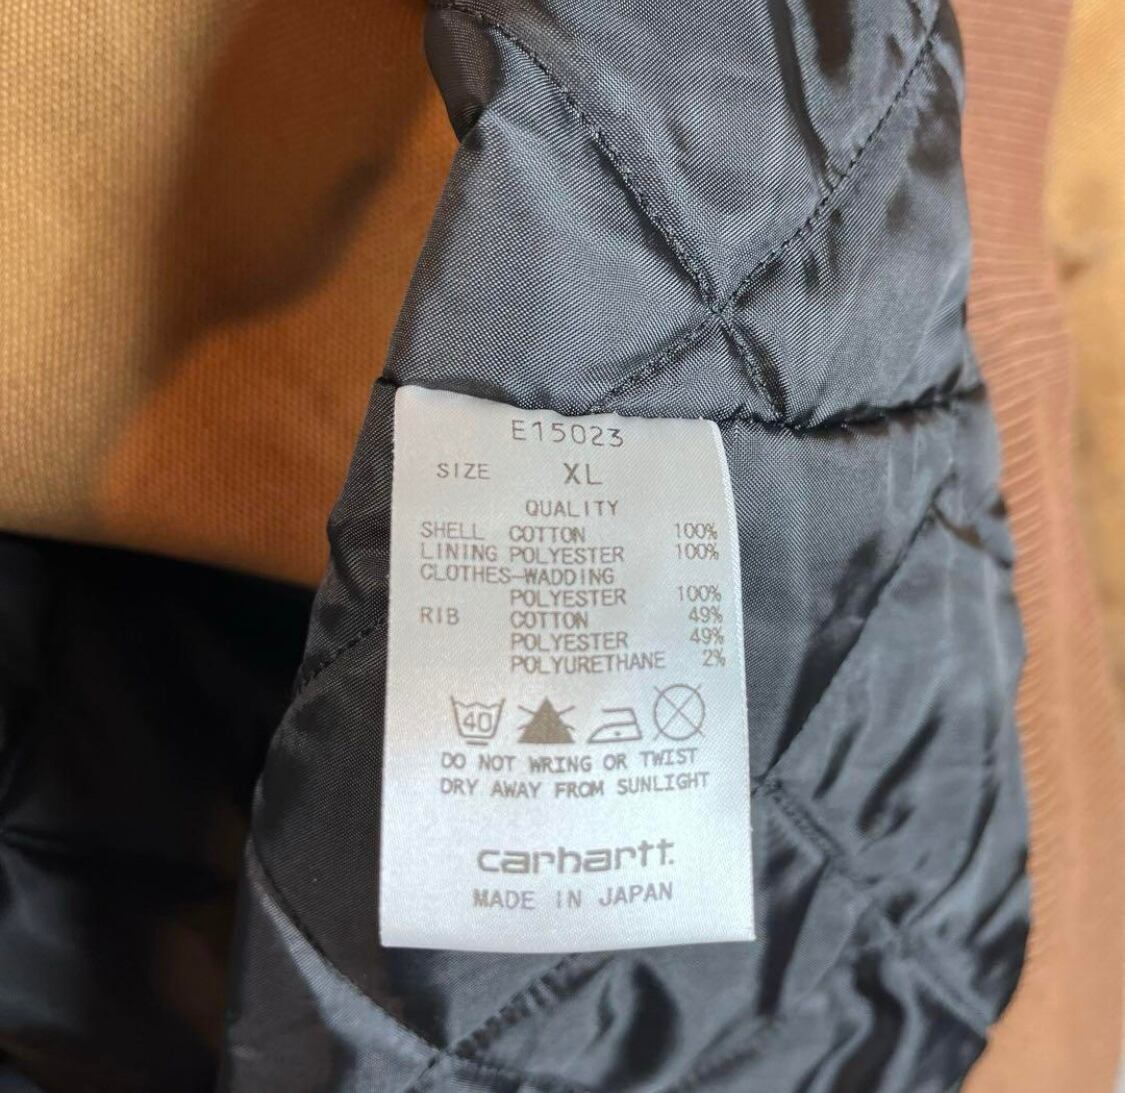 E15023
SIZE XL
QUALITY
SHELL COTTON 100%
LINING POLYESTER 100%
CLOTHES-WADDING
POLYESTER 100%
RIB COTTON 49%
POLYESTER 49%
POLYURETHANE 2%
40
DO NOT WRING OR TWIST
DRY AWAY FROM SUNLIGHT
carhartt.
MADE IN JAPAN